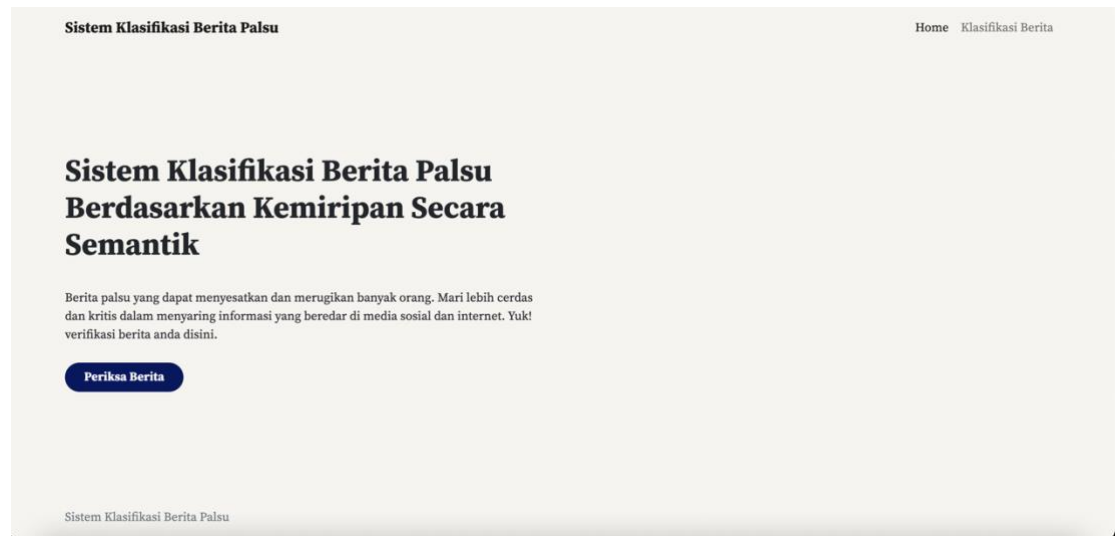 Sistem Klasifikasi Berita Palsu
Home Klasifikasi Berita
Sistem Klasifikasi Berita Palsu
Berdasarkan Kemiripan Secara
Semantik
Berita palsu yang dapat menyesatkan dan merugikan banyak orang. Mari lebih cerdas
dan kritis dalam menyaring informasi yang beredar di media sosial dan internet. Yuk!
verifikasi berita anda disini.
Periksa Berita
Sistem Klasifikasi Berita Palsu